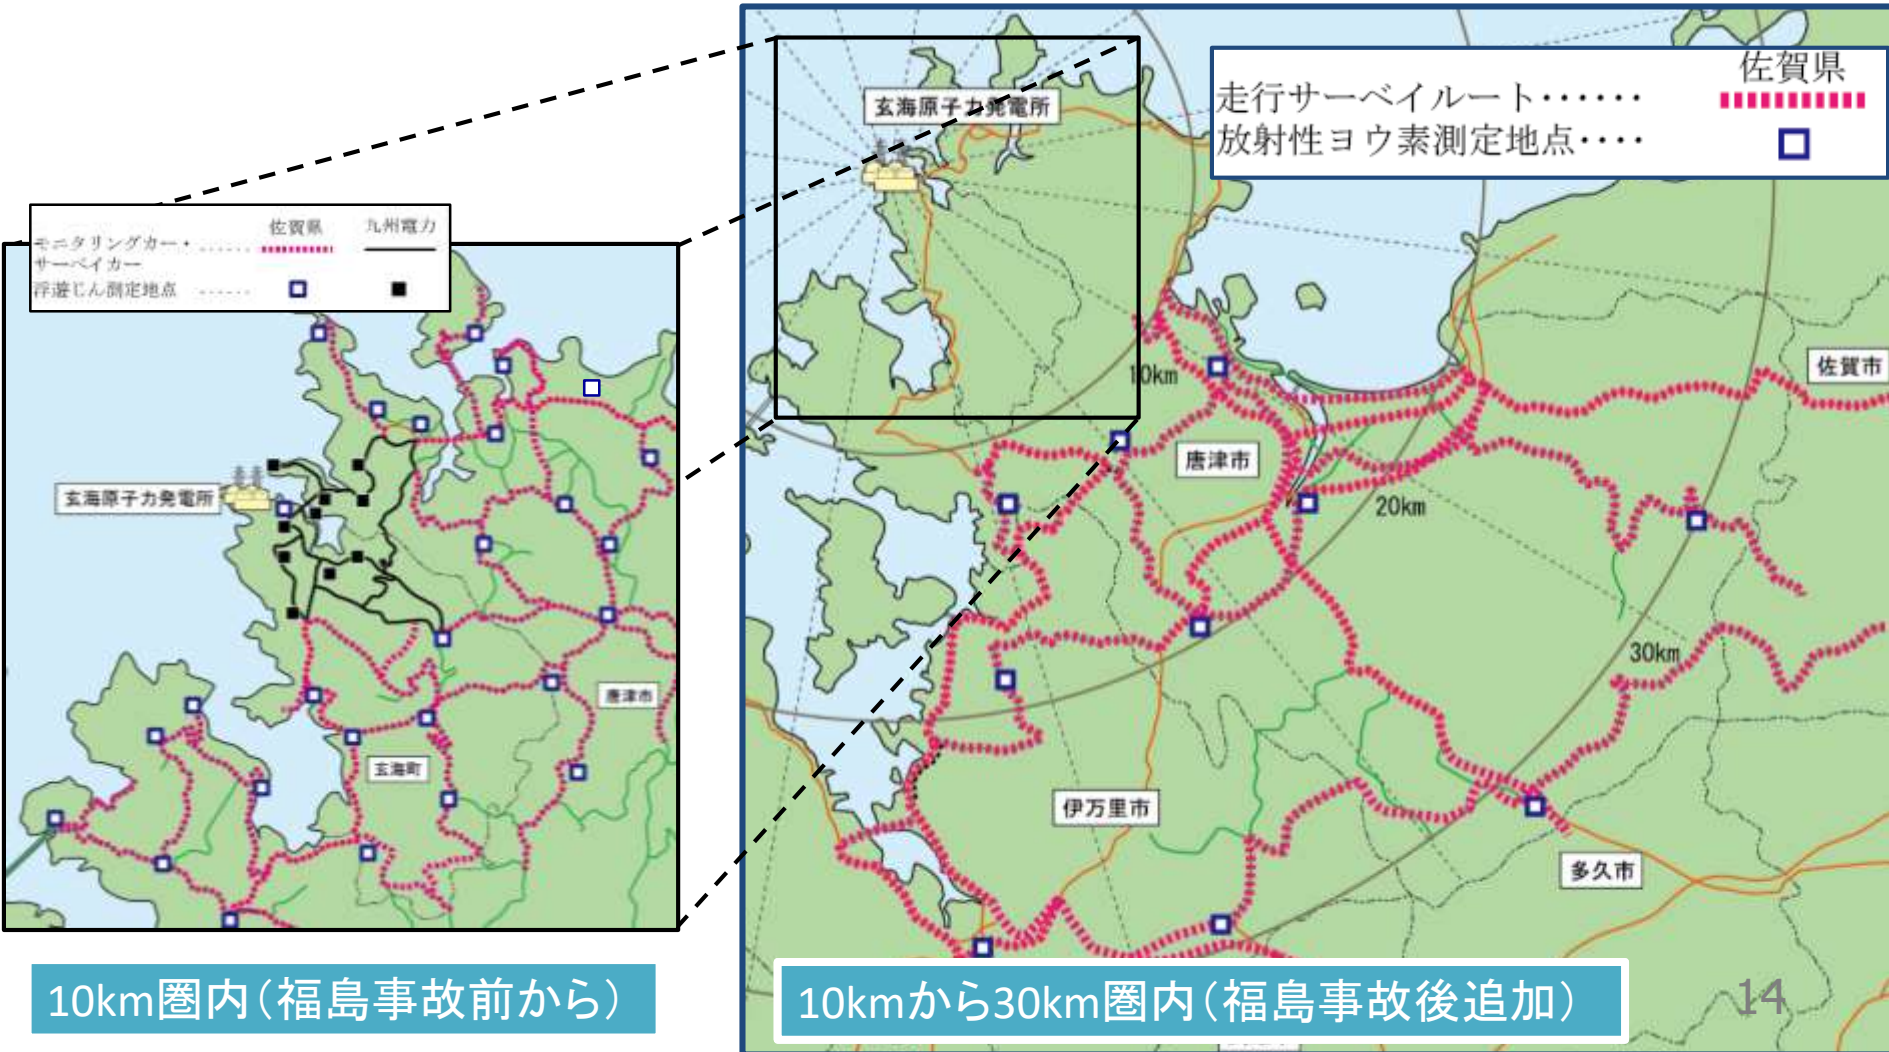 佐賀県
走行サーベイルート‥‥‥
放射性ヨウ素測定地点‥‥
玄海原子力発電所
10km
唐津市
20km
佐賀市
30km
伊万里市
多久市
佐賀県 九州電力
モニタリングカー・ ‥‥‥
サーベイカー
浮遊じん測定地点 ‥‥‥
玄海原子力発電所
唐津市
玄海町
10km圏内(福島事故前から)
10kmから30km圏内(福島事故後追加)
14